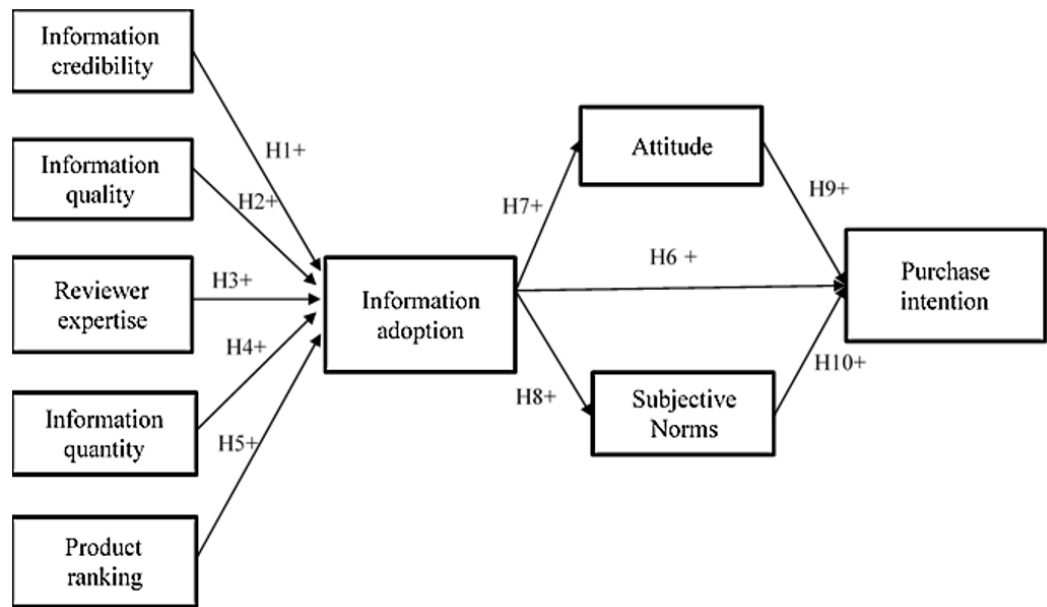 Information
credibility
H1+
Information
quality
H2+
Reviewer
expertise
H3+
Information
quantity
H4+
Product
ranking
H5+
Information
adoption
H7+
H6 +
H8+
Attitude
H9+
Subjective
Norms
H10+
Purchase
intention